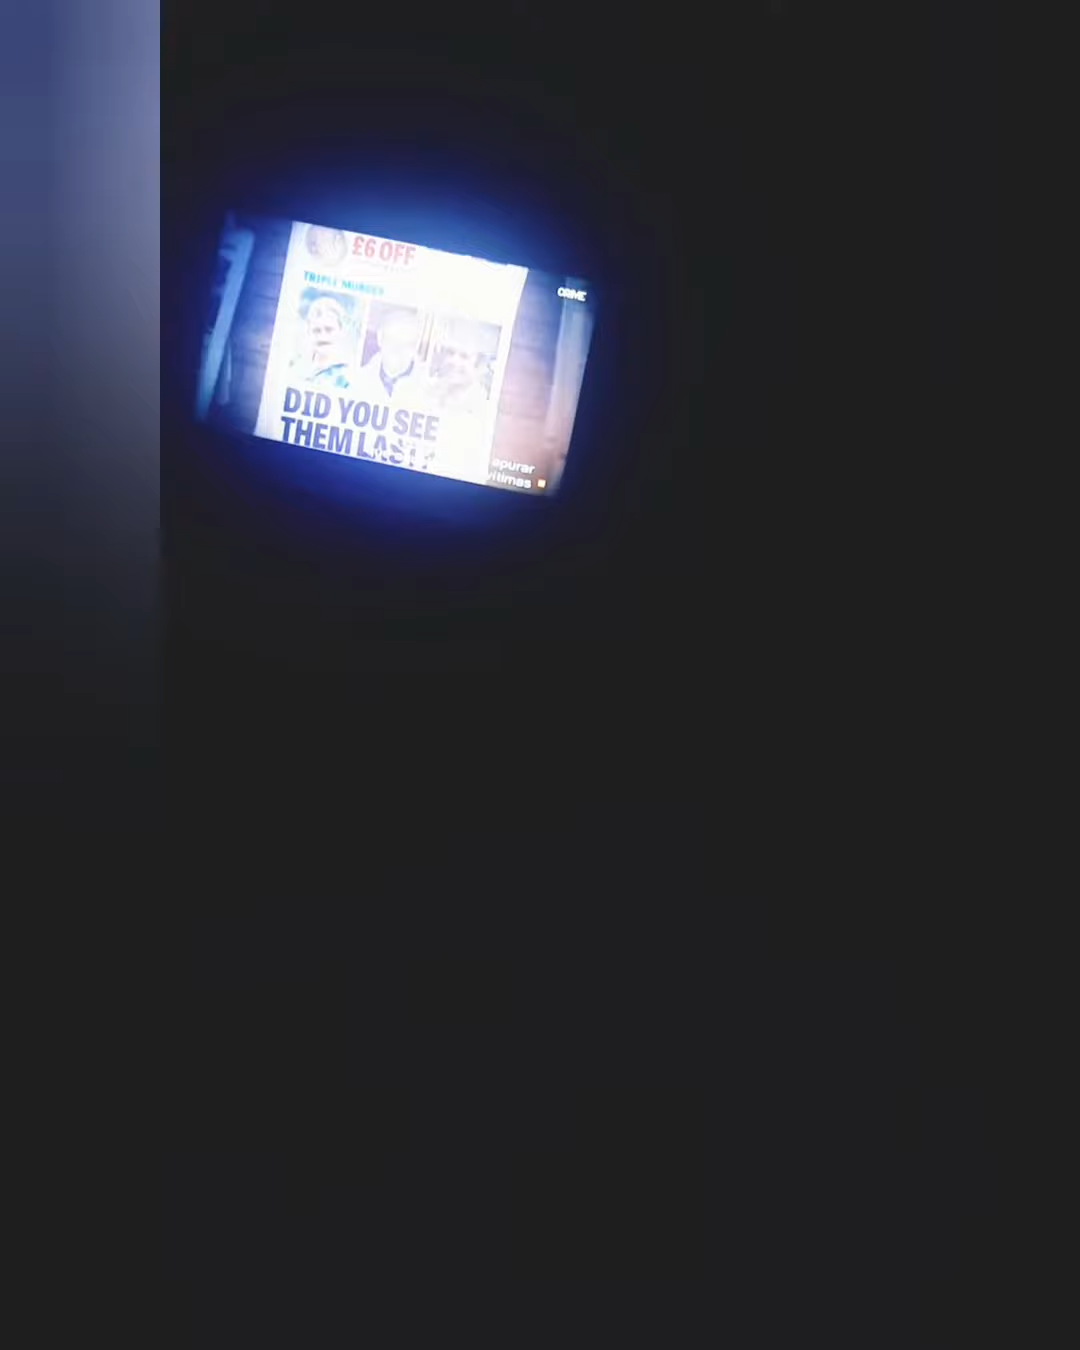 £6 OFF
TRIPLE MURDER
CRIME
DID YOU SEE
THEM LAST?
apurar
vítimas